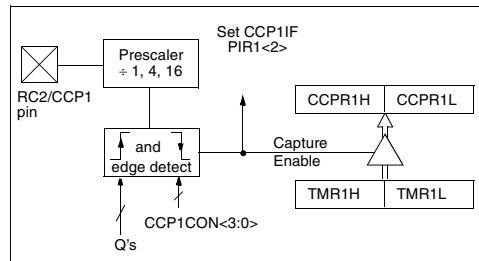 Set CCP1IF
PIR1<2>
Prescaler
÷ 1, 4, 16
RC2/CCP1
pin
CCPR1H CCPR1L
and
edge detect
Capture
Enable
TMR1H TMR1L
CCP1CON<3:0>
Q's